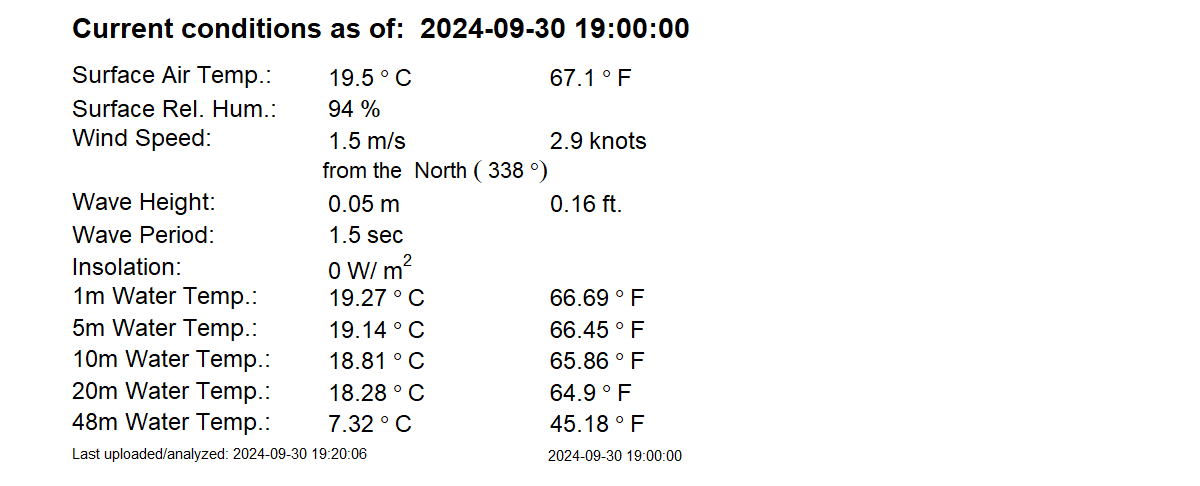 Current conditions as of:  2024-09-30 19:00:00
Surface Air Temp.: 19.5 ° C 67.1 ° F
Surface Rel. Hum.: 94 %
Wind Speed: 1.5 m/s 2.9 knots
from the  North ( 338 °)
Wave Height: 0.05 m 0.16 ft.
Wave Period: 1.5 sec
Insolation: 0 W/ m²
1m Water Temp.: 19.27 ° C 66.69 ° F
5m Water Temp.: 19.14 ° C 66.45 ° F
10m Water Temp.: 18.81 ° C 65.86 ° F
20m Water Temp.: 18.28 ° C 64.9 ° F
48m Water Temp.: 7.32 ° C 45.18 ° F
Last uploaded/analyzed: 2024-09-30 19:20:06 2024-09-30 19:00:00